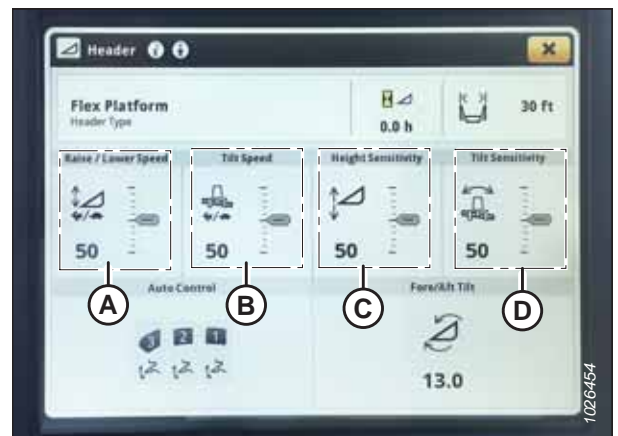 Header i
Flex Platform
Header Type
0.0 h
30 ft
Raise / Lower Speed
Tilt Speed
Height Sensitivity
Tilt Sensitivity
50
50
50
50
A
B
C
D
Auto Control
Fore/Aft Tilt
3 2 1
13.0
1026454